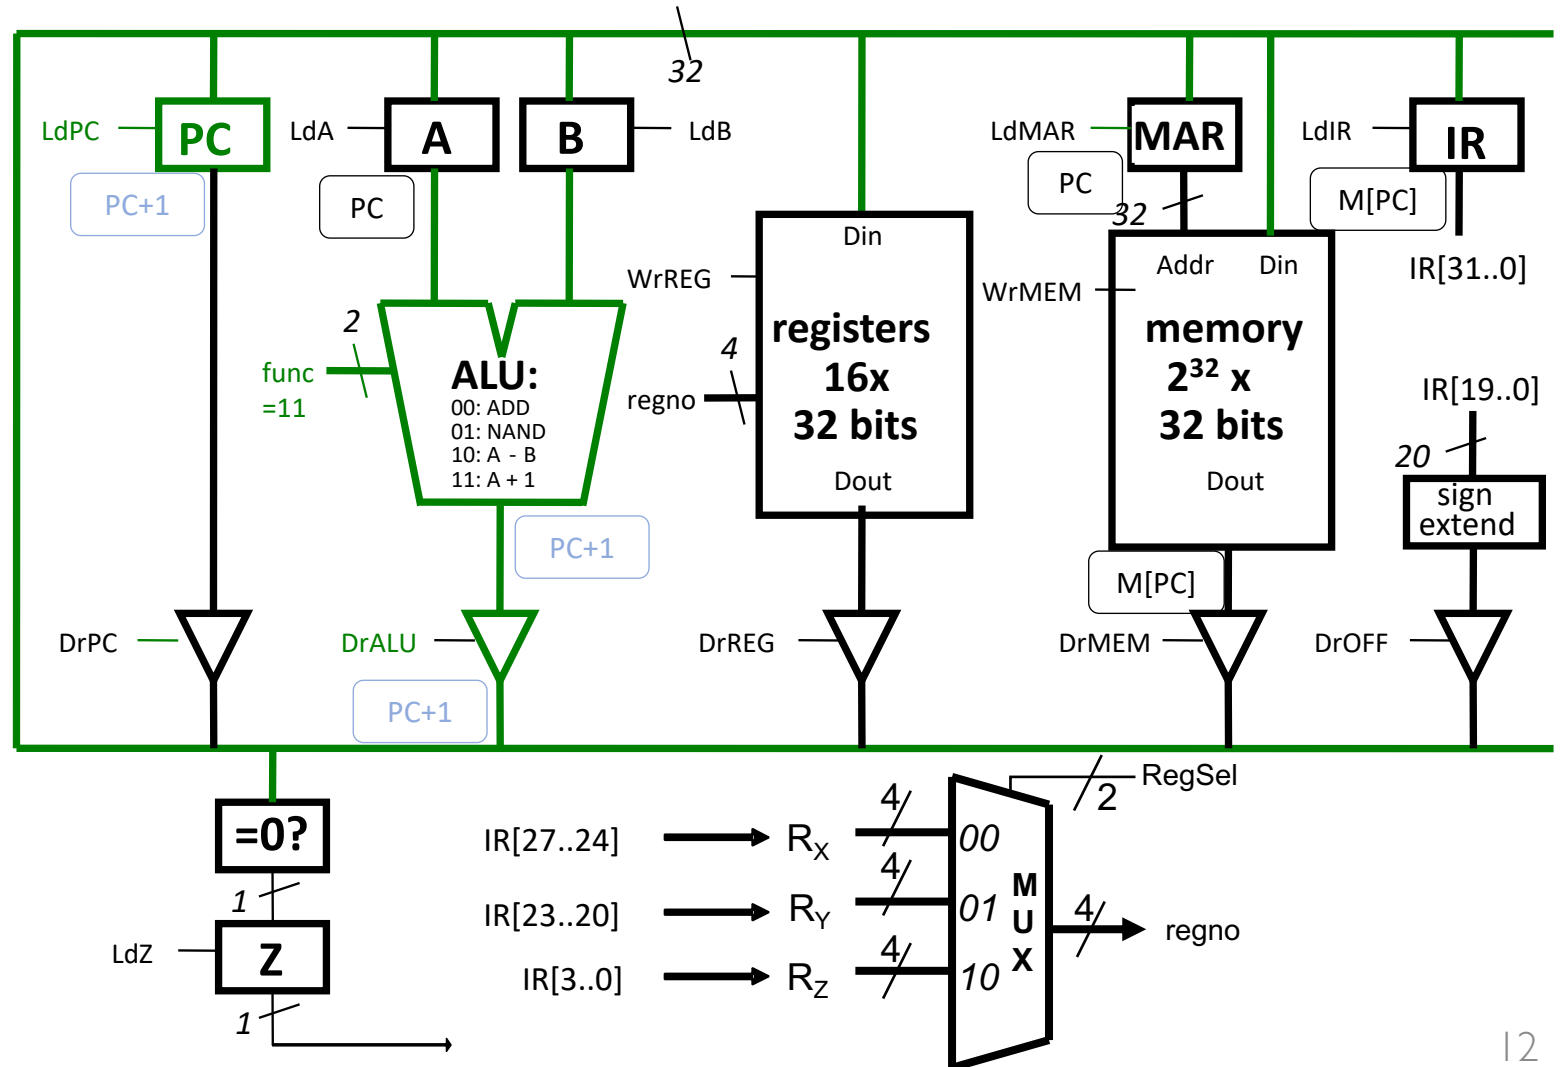 32
LdPC
PC
LdA
A
B
LdB
LdMAR
MAR
LdIR
IR
PC+1
PC
PC
32
M[PC]
Din
Addr
Din
IR[31..0]
WrREG
WrMEM
2
func
=11
ALU:
00: ADD
01: NAND
10: A - B
11: A + 1
4
regno
registers
16x
32 bits
memory
2³² x
32 bits
IR[19..0]
20
Dout
Dout
sign
extend
PC+1
M[PC]
DrPC
DrALU
DrREG
DrMEM
DrOFF
PC+1
RegSel
2
=0?
1
LdZ
Z
1
IR[27..24]
R_X
4
00
IR[23..20]
R_Y
4
01
IR[3..0]
R_Z
4
10
M
U
X
4
regno
12